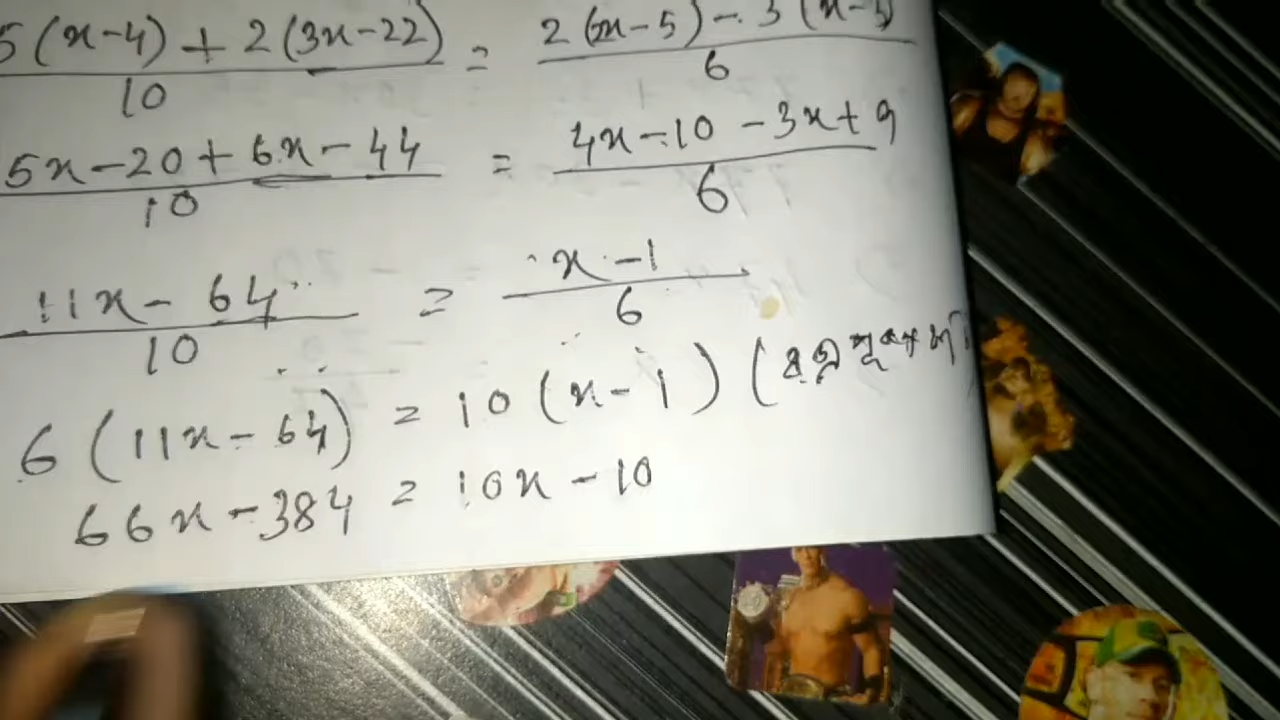 5(x-4)+2(3x-22)/10 = 2(2x-5)-3(x-3)/6
5x-20+6x-44/10 = 4x-10-3x+9/6
11x-64/10 = x-1/6
6(11x-64) = 10(x-1) (
66x-384 = 10x-10